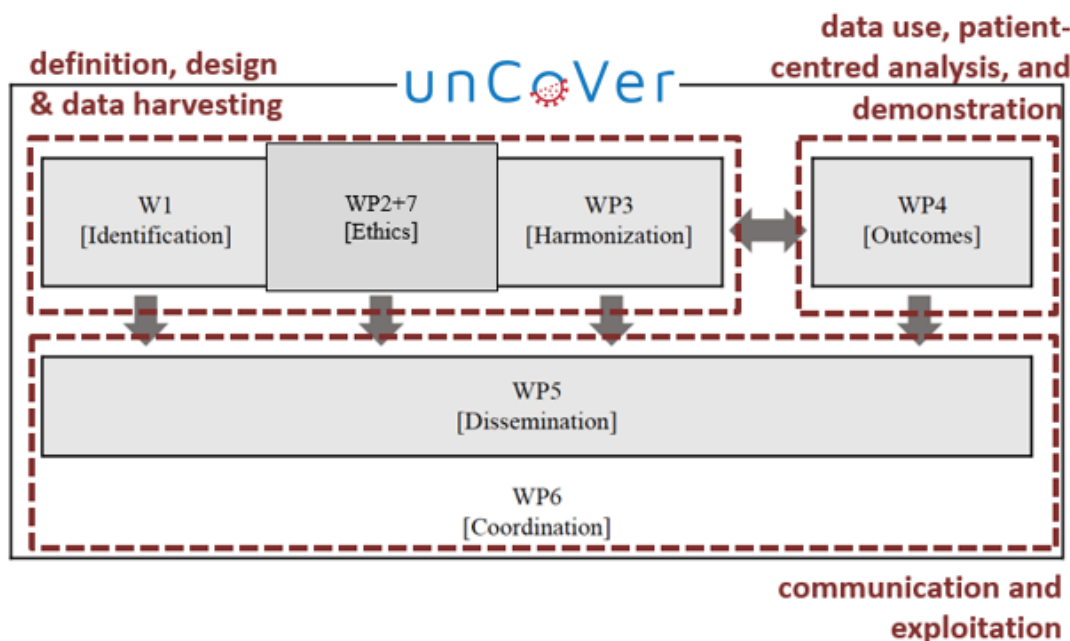 definition, design
& data harvesting
unCoVer
data use, patient-
centred analysis, and
demonstration
W1
[Identification]
WP2+7
[Ethics]
WP3
[Harmonization]
WP4
[Outcomes]
WP5
[Dissemination]
WP6
[Coordination]
communication and
exploitation